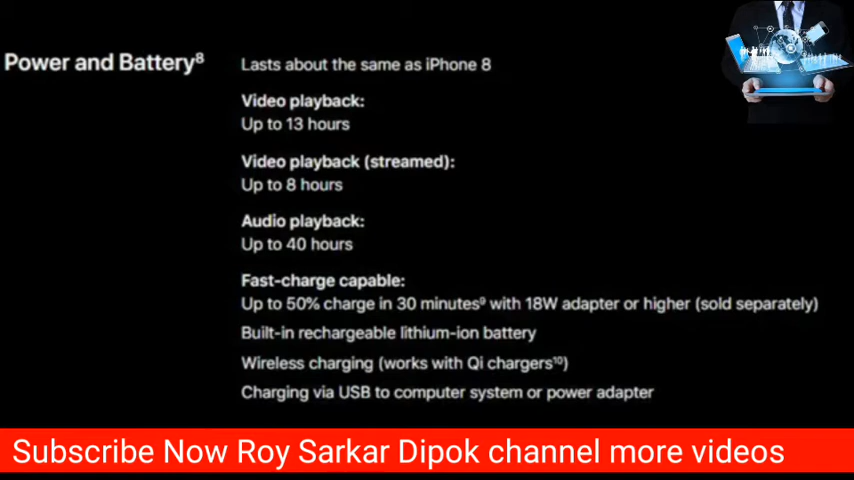 Power and Battery⁸
Lasts about the same as iPhone 8
Video playback:
Up to 13 hours
Video playback (streamed):
Up to 8 hours
Audio playback:
Up to 40 hours
Fast-charge capable:
Up to 50% charge in 30 minutes⁹ with 18W adapter or higher (sold separately)
Built-in rechargeable lithium-ion battery
Wireless charging (works with Qi chargers¹⁰)
Charging via USB to computer system or power adapter
Subscribe Now Roy Sarkar Dipok channel more videos